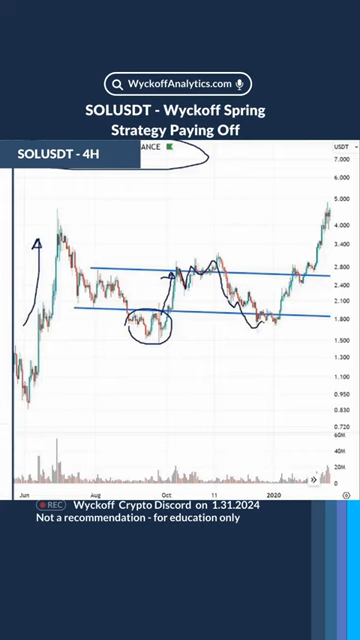 WyckoffAnalytics.com
SOLUSDT - Wyckoff Spring
Strategy Paying Off
SOLUSDT - 4H
ANCE
USDT
7.000
6.000
5.000
4.000
3.400
2.800
2.400
2.100
1.800
1.500
1.300
1.100
0.950
0.830
0.720
60M
40M
20M
0
Jun
Aug
Oct
11
2020
REC
Wyckoff Crypto Discord on 1.31.2024
Not a recommendation - for education only